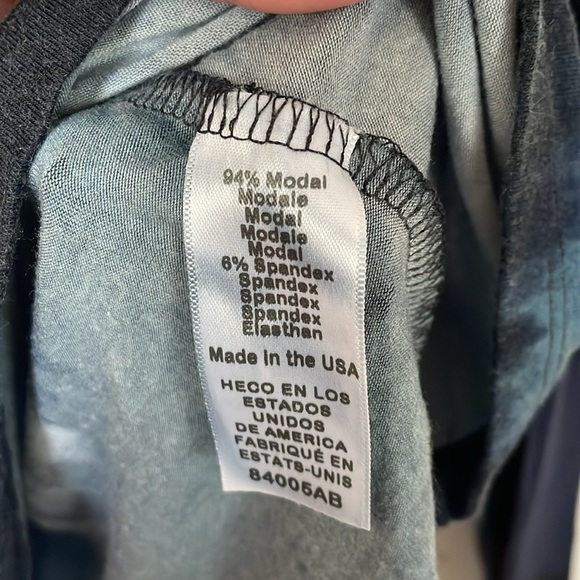 94% Modal
Modale
Modal
Modale
Modal
6% Spandex
Spandex
Spandex
Spandex
Elasthan
Made in the USA
HECO EN LOS
ESTADOS
UNIDOS
DE AMERICA
FABRIQUÉ EN
ESTATS-UNIS
84005AB